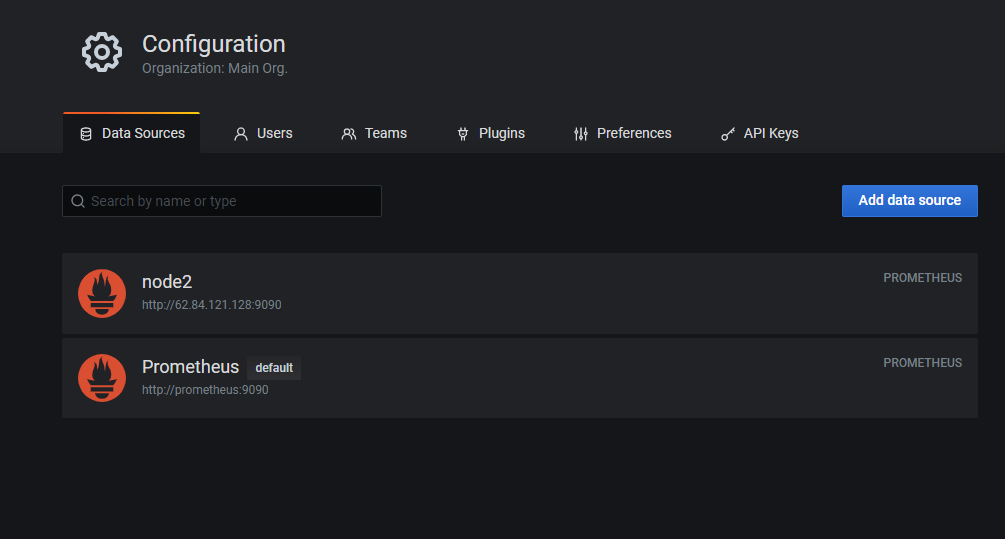 Configuration
Organization: Main Org.
Data Sources Users Teams Plugins Preferences API Keys
Search by name or type Add data source
node2 PROMETHEUS
http://62.84.121.128:9090
Prometheus default PROMETHEUS
http://prometheus:9090